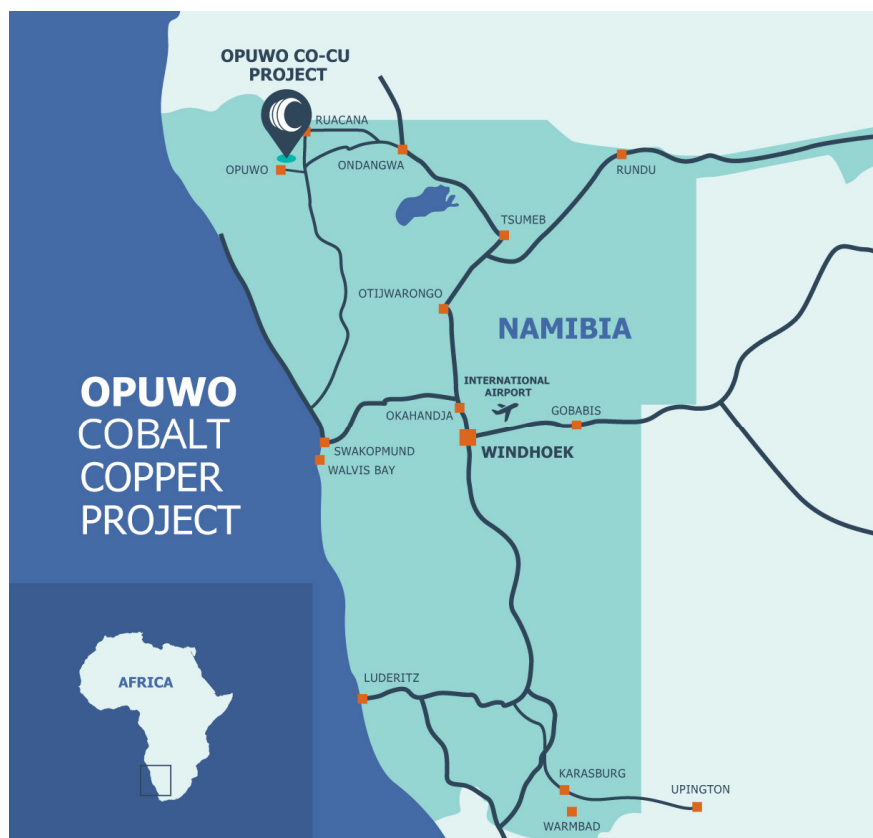 OPUWO CO-CU
PROJECT
RUACANA
OPUWO
ONDANGWA
RUNDU
TSUMEB
OTIJWARONGO
NAMIBIA
INTERNATIONAL
AIRPORT
OKAHANDJA
GOBABIS
WINDHOEK
SWAKOPMUND
WALVIS BAY
OPUWO
COBALT
COPPER
PROJECT
AFRICA
LUDERITZ
KARASBURG
UPINGTON
WARMBAD